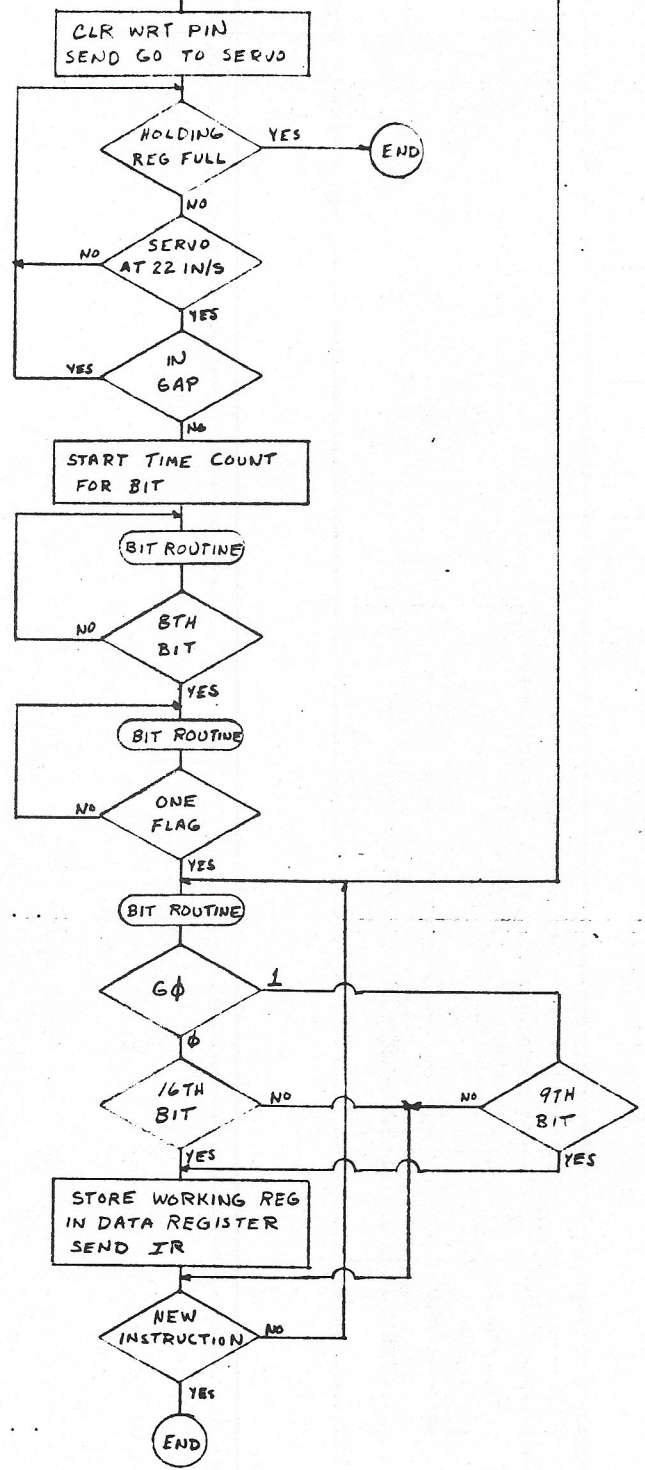 CLR WRT PIN
SEND GO TO SERVO
HOLDING
REG FULL
YES
END
NO
SERVO
AT 22 IN/S
NO
YES
IN
GAP
YES
NO
START TIME COUNT
FOR BIT
BIT ROUTINE
8TH
BIT
NO
YES
BIT ROUTINE
ONE
FLAG
NO
YES
BIT ROUTINE
Gϕ
1
ϕ
16TH
BIT
NO
NO
9TH
BIT
YES
YES
STORE WORKING REG
IN DATA REGISTER
SEND IR
NEW
INSTRUCTION
NO
YES
END